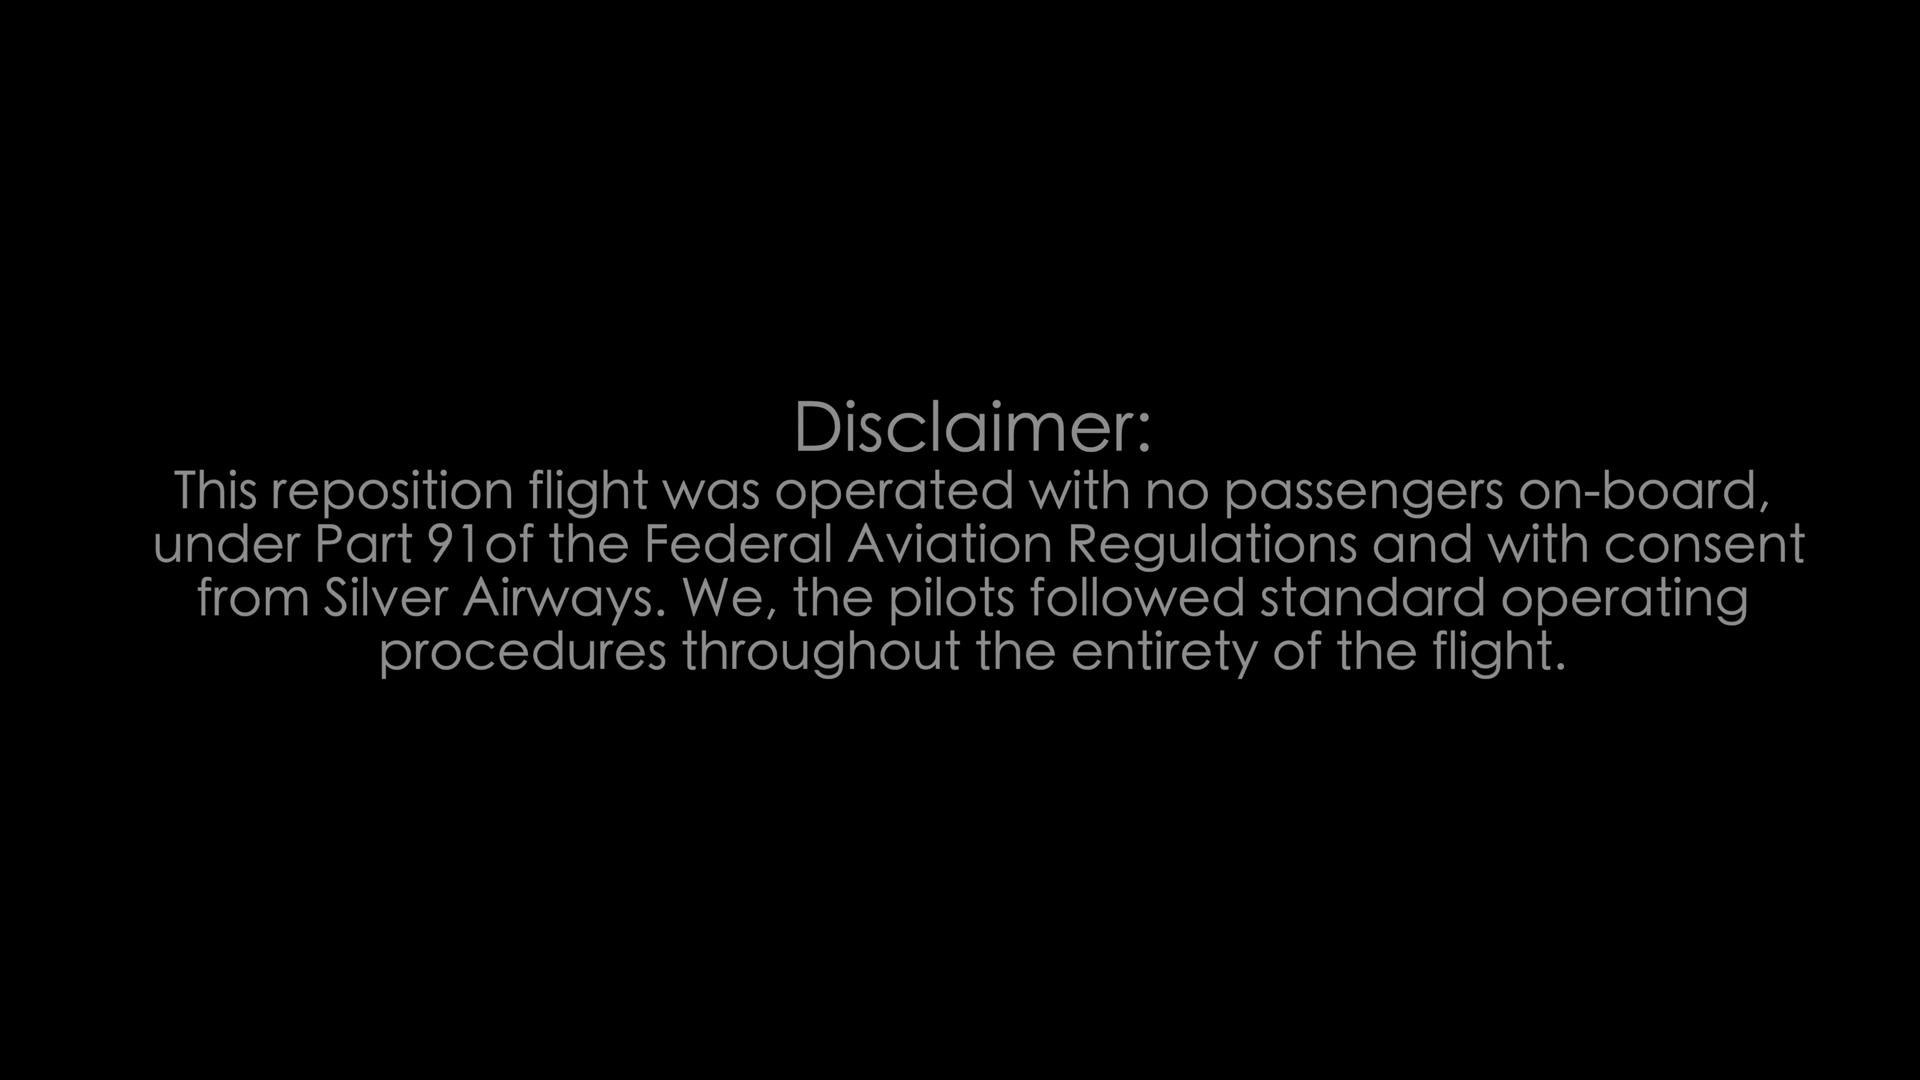 Disclaimer:
This reposition flight was operated with no passengers on-board,
under Part 91of the Federal Aviation Regulations and with consent
from Silver Airways. We, the pilots followed standard operating
procedures throughout the entirety of the flight.